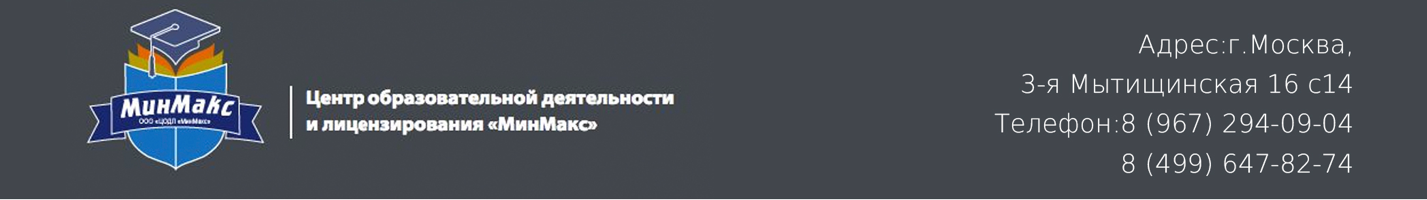 МинМакс
ООО «ЦОДЛ «МинМакс»
Центр образовательной деятельности
и лицензирования «МинМакс»
Адрес:г.Москва,
3-я Мытищинская 16 с14
Телефон:8 (967) 294-09-04
8 (499) 647-82-74